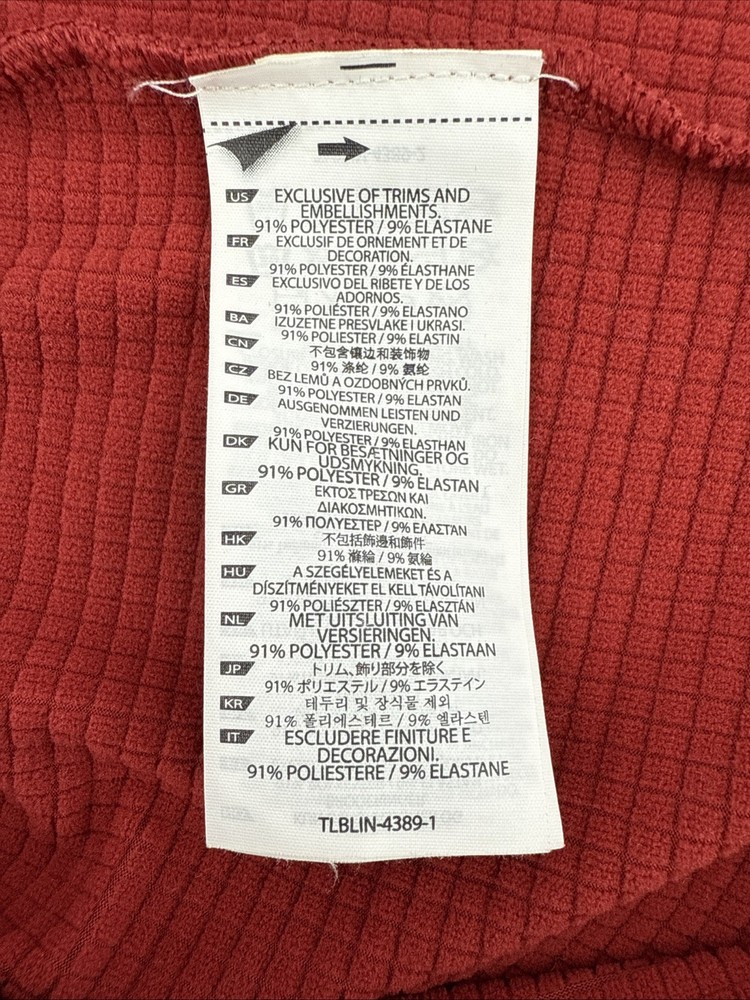 US EXCLUSIVE OF TRIMS AND
EMBELLISHMENTS.
91% POLYESTER / 9% ELASTANE
FR EXCLUSIF DE ORNEMENT ET DE
DECORATION.
91% POLYESTER / 9% ÉLASTHANE
ES EXCLUSIVO DEL RIBETE Y DE LOS
ADORNOS.
91% POLIÉSTER / 9% ELASTANO
BA IZUZETNE PRESVLAKE I UKRASI.
91% POLYESTER / 9% ELASTIN
CN 不包含镶边和装饰物
91% 涤纶 / 9% 氨纶
CZ BEZ LEMŮ A OZDOBNÝCH PRVKŮ.
91% POLYESTER / 9% ELASTAN
DE AUSGENOMMEN LEISTEN UND
VERZIERUNGEN.
91% POLYESTER / 9% ELASTHAN
DK KUN FOR BESÆTNINGER OG
UDSMYKNING.
91% POLYESTER / 9% ELASTAN
GR ΕΚΤΟΣ ΤΡΕΣΩΝ ΚΑΙ
ΔΙΑΚΟΣΜΗΤΙΚΩΝ.
91% ΠΟΛΥΕΣΤΕΡ / 9% ΕΛΑΣΤΑΝ
HK 不包括飾邊和飾件
91% 滌綸 / 9% 氨綸
HU A SZEGÉLYELEMEKET ÉS A
DÍSZÍTMÉNYEKET EL KELL TÁVOLÍTANI
91% POLIÉSZTER / 9% ELASZTÁN
NL MET UITSLUITING VAN
VERSIERINGEN.
91% POLYESTER / 9% ELASTAAN
JP トリム、飾り部分を除く
91% ポリエステル / 9% エラステイン
KR 테두리 및 장식물 제외
91% 폴리에스테르 / 9% 엘라스텐
IT ESCLUDERE FINITURE E
DECORAZIONI.
91% POLIESTERE / 9% ELASTANE
TLBLIN-4389-1